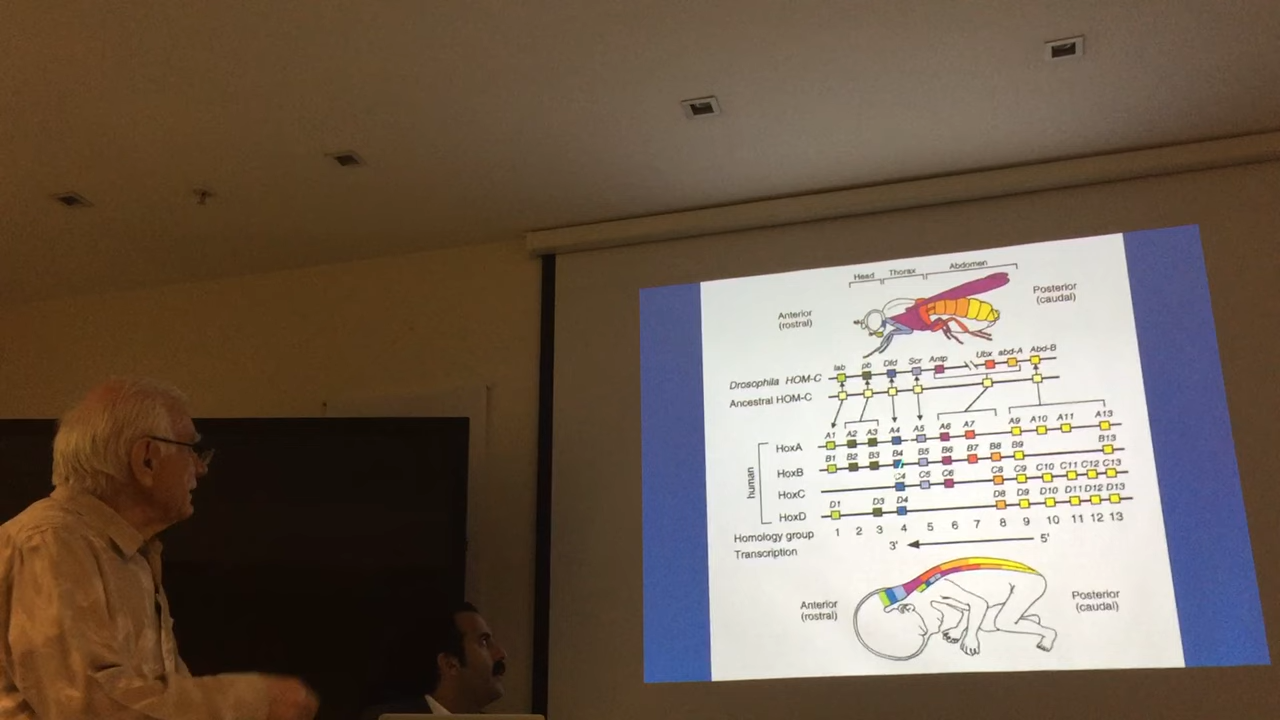 Head Thorax Abdomen
Anterior (rostral)
Posterior (caudal)
lab pb Dfd Scr Antp Ubx abd-A Abd-B
Drosophila HOM-C
Ancestral HOM-C
A1 A2 A3 A4 A5 A6 A7 A9 A10 A11 A13
HoxA
B1 B2 B3 B4 B5 B6 B7 B8 B9 B13
HoxB
C4 C5 C6 C8 C9 C10 C11 C12 C13
HoxC
D1 D3 D4 D8 D9 D10 D11 D12 D13
HoxD
human
Homology group 1 2 3 4 5 6 7 8 9 10 11 12 13
Transcription 3' 5'
Anterior (rostral)
Posterior (caudal)